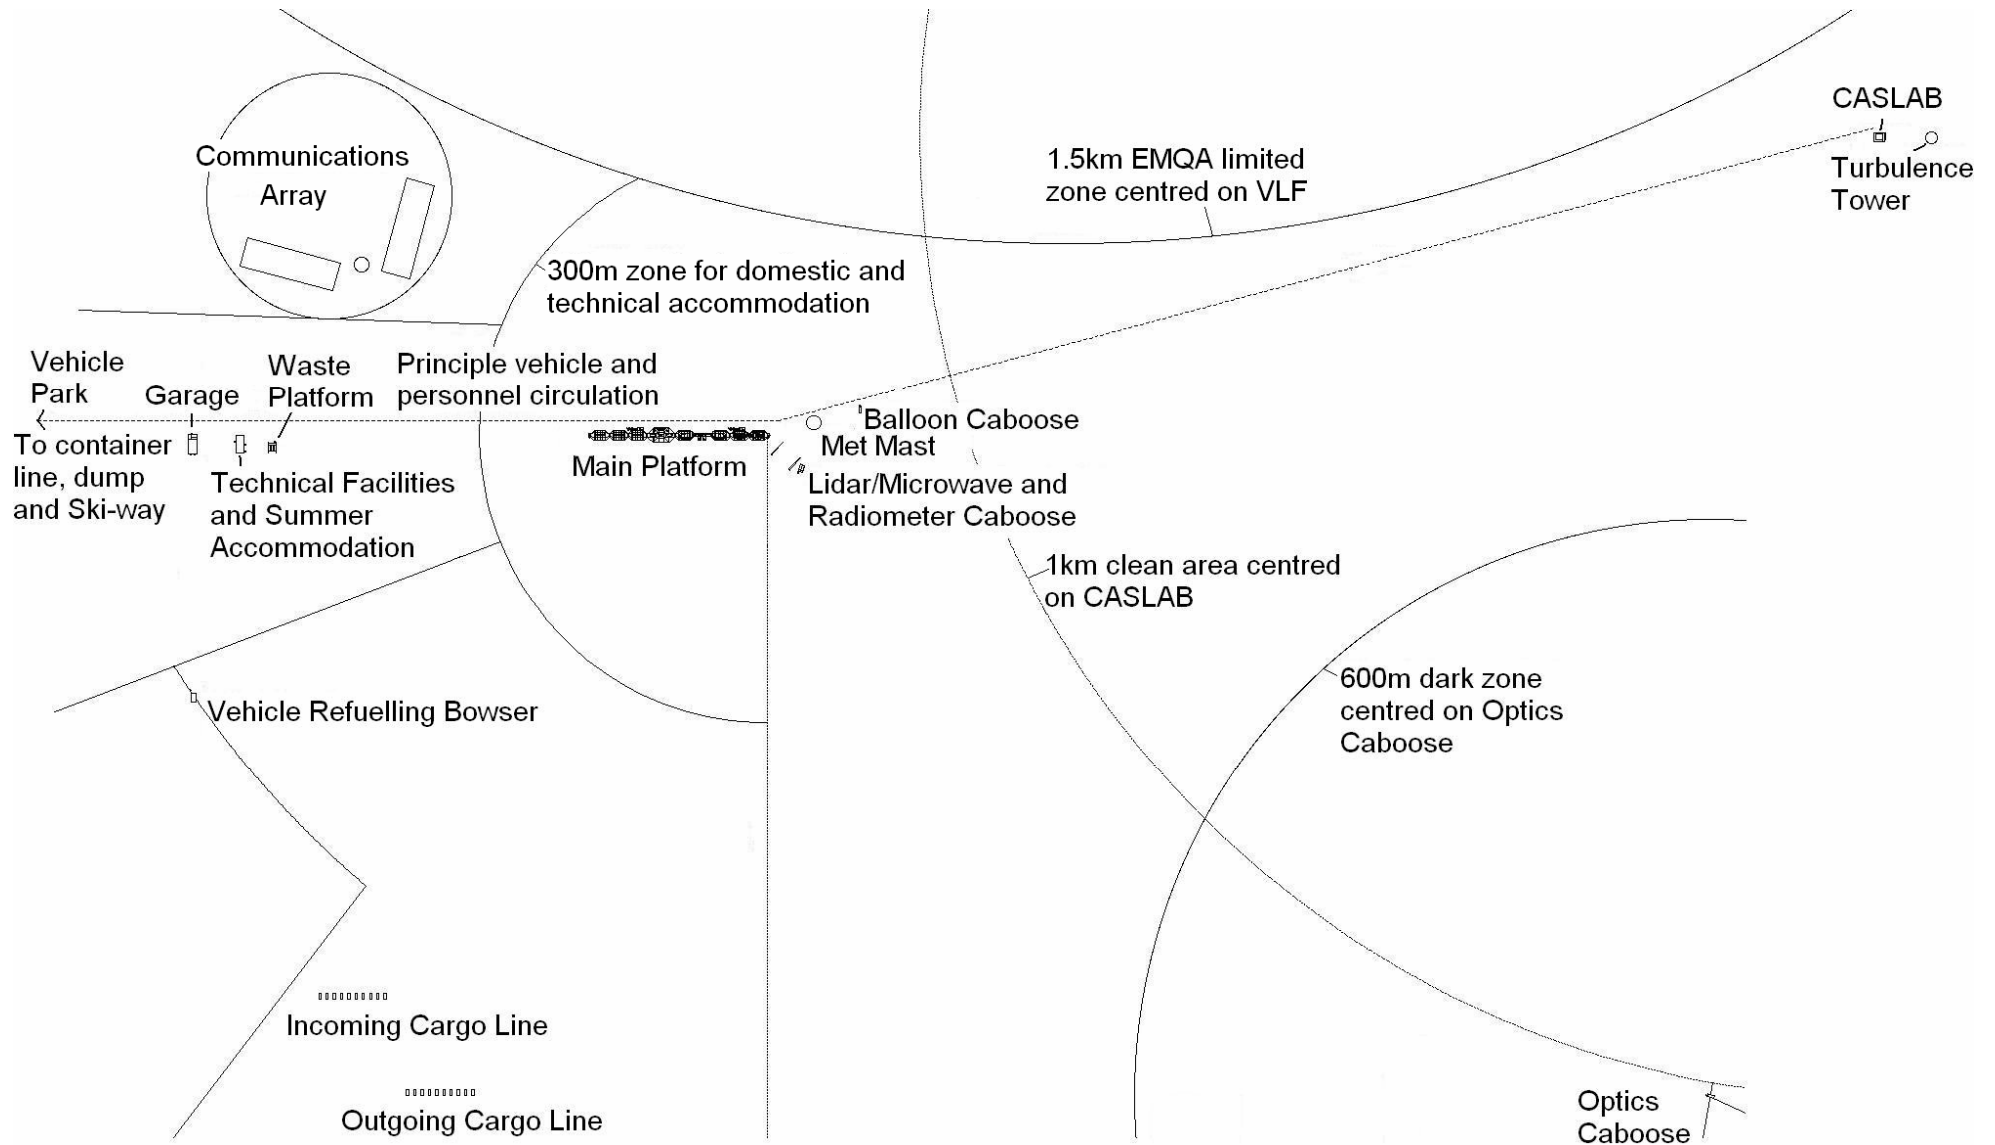 CASLAB
Turbulence
Tower
Communications
Array
1.5km EMQA limited
zone centred on VLF
300m zone for domestic and
technical accommodation
Vehicle
Park
Garage
Waste
Platform
Principle vehicle and
personnel circulation
To container
line, dump
and Ski-way
Technical Facilities
and Summer
Accommodation
Main Platform
Balloon Caboose
Met Mast
Lidar/Microwave and
Radiometer Caboose
1km clean area centred
on CASLAB
600m dark zone
centred on Optics
Caboose
Vehicle Refuelling Bowser
Incoming Cargo Line
Outgoing Cargo Line
Optics
Caboose